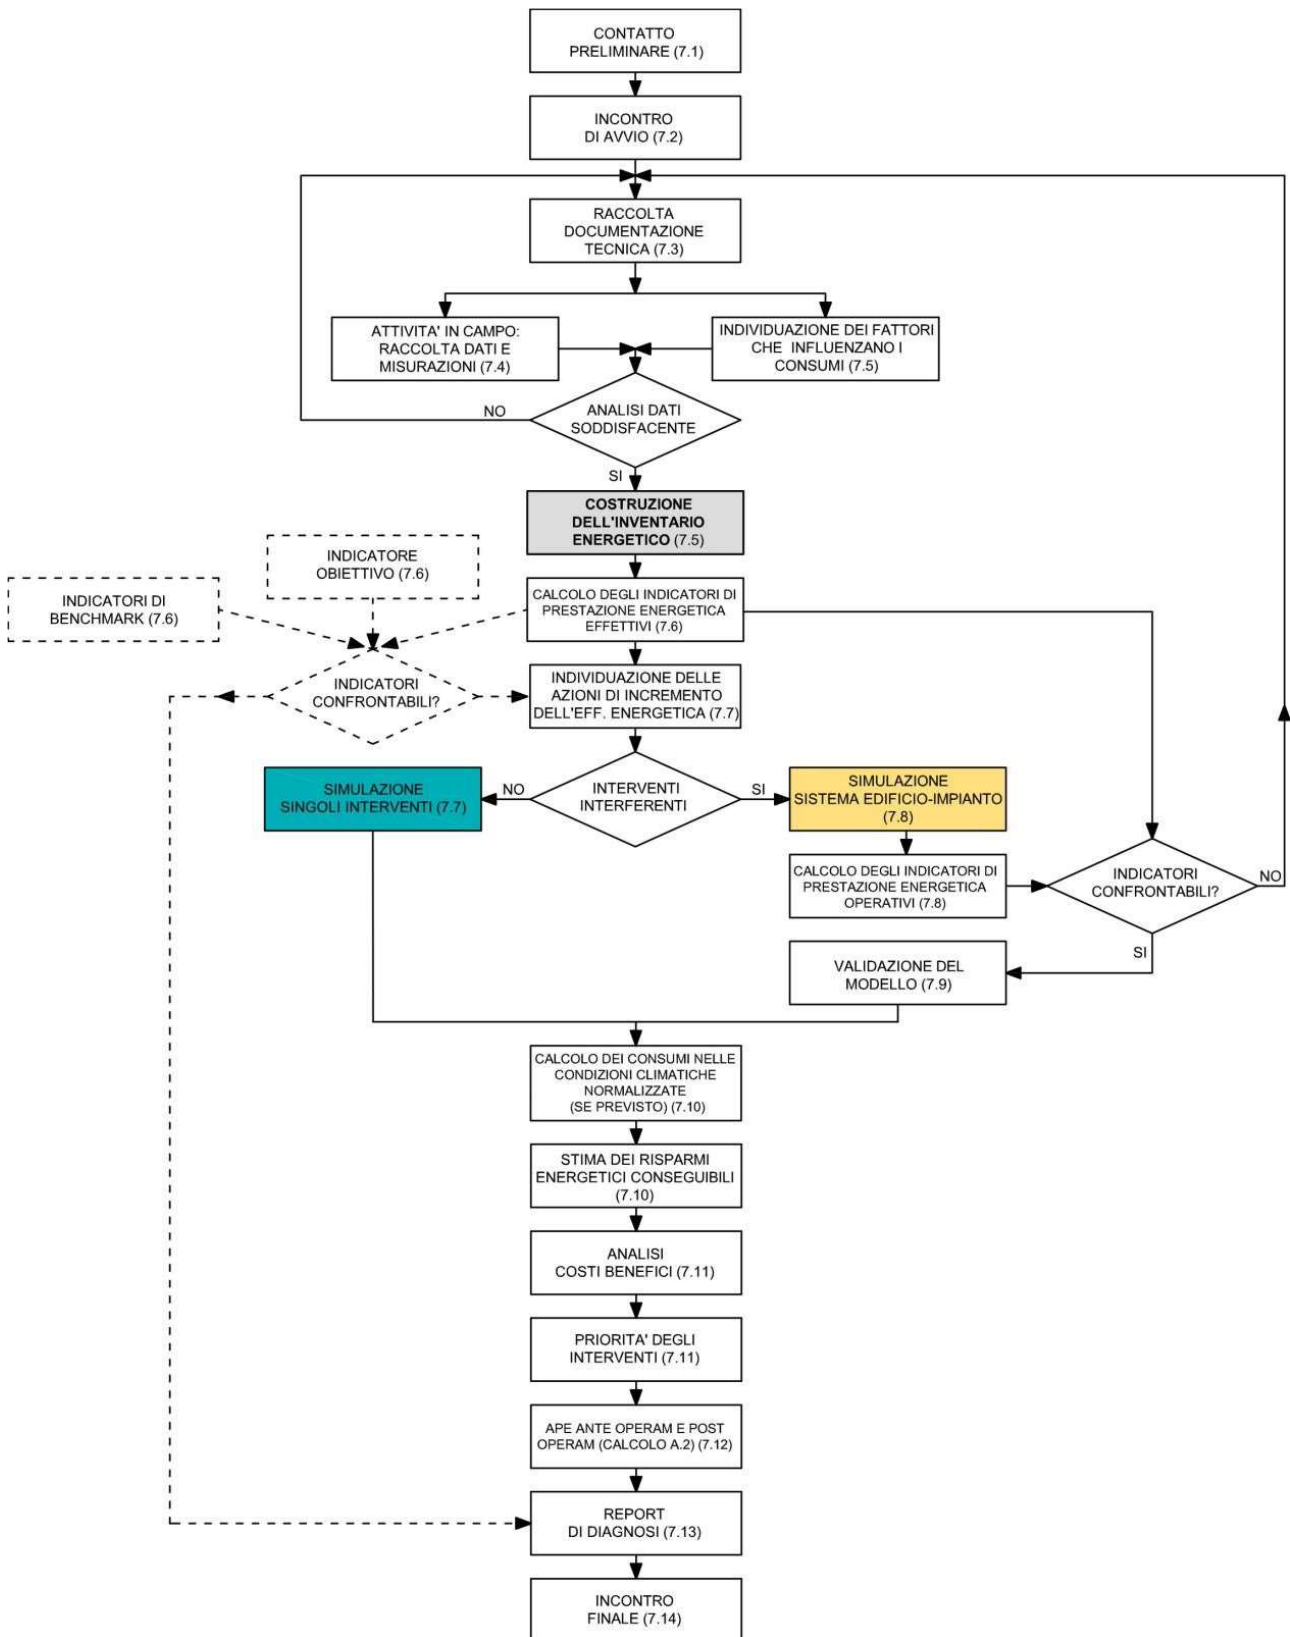 CONTATTO
PRELIMINARE (7.1)
INCONTRO
DI AVVIO (7.2)
RACCOLTA
DOCUMENTAZIONE
TECNICA (7.3)
ATTIVITA' IN CAMPO:
RACCOLTA DATI E
MISURAZIONI (7.4)
INDIVIDUAZIONE DEI FATTORI
CHE INFLUENZANO I
CONSUMI (7.5)
NO
ANALISI DATI
SODDISFACENTE
SI
COSTRUZIONE
DELL'INVENTARIO
ENERGETICO (7.5)
INDICATORE
OBIETTIVO (7.6)
INDICATORI DI
BENCHMARK (7.6)
CALCOLO DEGLI INDICATORI DI
PRESTAZIONE ENERGETICA
EFFETTIVI (7.6)
INDICATORI
CONFRONTABILI?
INDIVIDUAZIONE DELLE
AZIONI DI INCREMENTO
DELL'EFF. ENERGETICA (7.7)
SIMULAZIONE
SINGOLI INTERVENTI (7.7)
NO
INTERVENTI
INTERFERENTI
SI
SIMULAZIONE
SISTEMA EDIFICIO-IMPIANTO
(7.8)
CALCOLO DEGLI INDICATORI DI
PRESTAZIONE ENERGETICA
OPERATIVI (7.8)
INDICATORI
CONFRONTABILI?
NO
SI
VALIDAZIONE DEL
MODELLO (7.9)
CALCOLO DEI CONSUMI NELLE
CONDIZIONI CLIMATICHE
NORMALIZZATE
(SE PREVISTO) (7.10)
STIMA DEI RISPARMI
ENERGETICI CONSEGUIBILI
(7.10)
ANALISI
COSTI BENEFICI (7.11)
PRIORITA' DEGLI
INTERVENTI (7.11)
APE ANTE OPERAM E POST
OPERAM (CALCOLO A.2) (7.12)
REPORT
DI DIAGNOSI (7.13)
INCONTRO
FINALE (7.14)